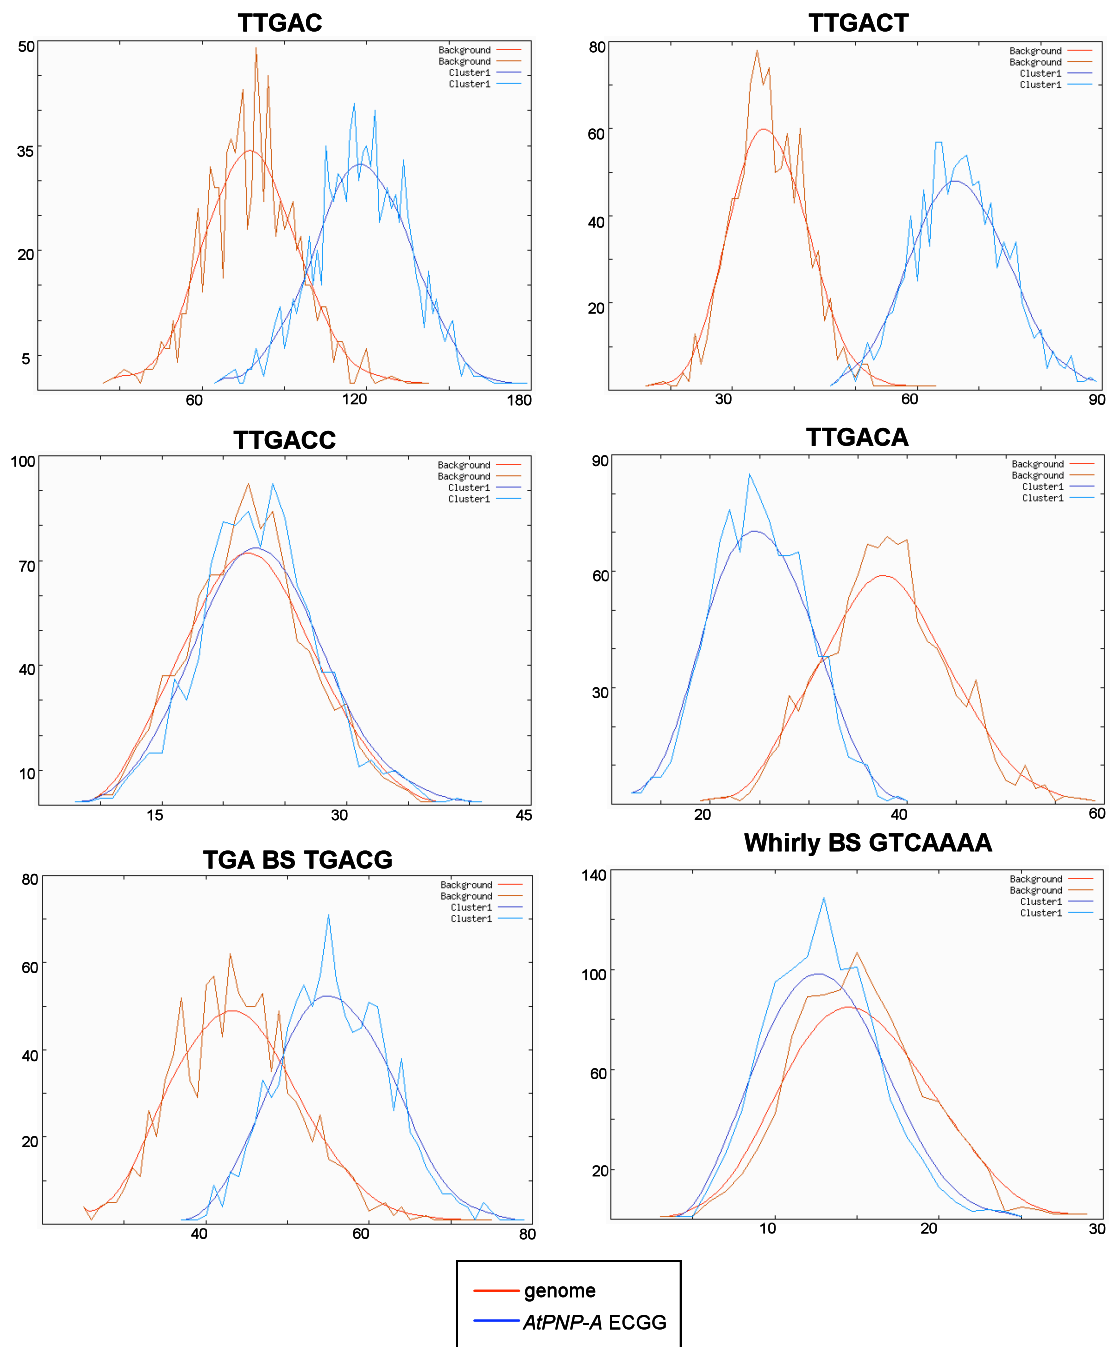 TTGAC
50
35
20
5
60
120
180
Background
Background
Cluster1
Cluster1
TTGACT
80
60
40
20
30
60
90
Background
Background
Cluster1
Cluster1
TTGACC
100
70
40
10
15
30
45
Background
Background
Cluster1
Cluster1
TTGACA
90
60
30
20
40
60
Background
Background
Cluster1
Cluster1
TGA BS TGACG
80
60
40
20
40
60
80
Background
Background
Cluster1
Cluster1
Whirly BS GTCAAAA
140
100
60
20
10
20
30
Background
Background
Cluster1
Cluster1
genome
AtPNP-A ECGG